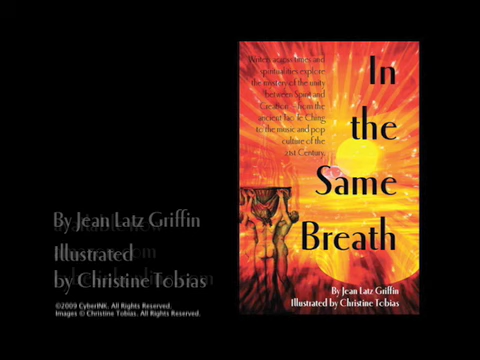 Writers across times and
spiritualities explore
the mystery of the unity
between Spirit and
Creation—from the
ancient Tao Te Ching
to the music and pop
culture of the
21st Century.
In
the
Same
Breath
By Jean Latz Griffin
Illustrated by Christine Tobias
By Jean Latz Griffin
Illustrated
by Christine Tobias
©2009 CyberINK. All Rights Reserved.
Images © Christine Tobias. All Rights Reserved.